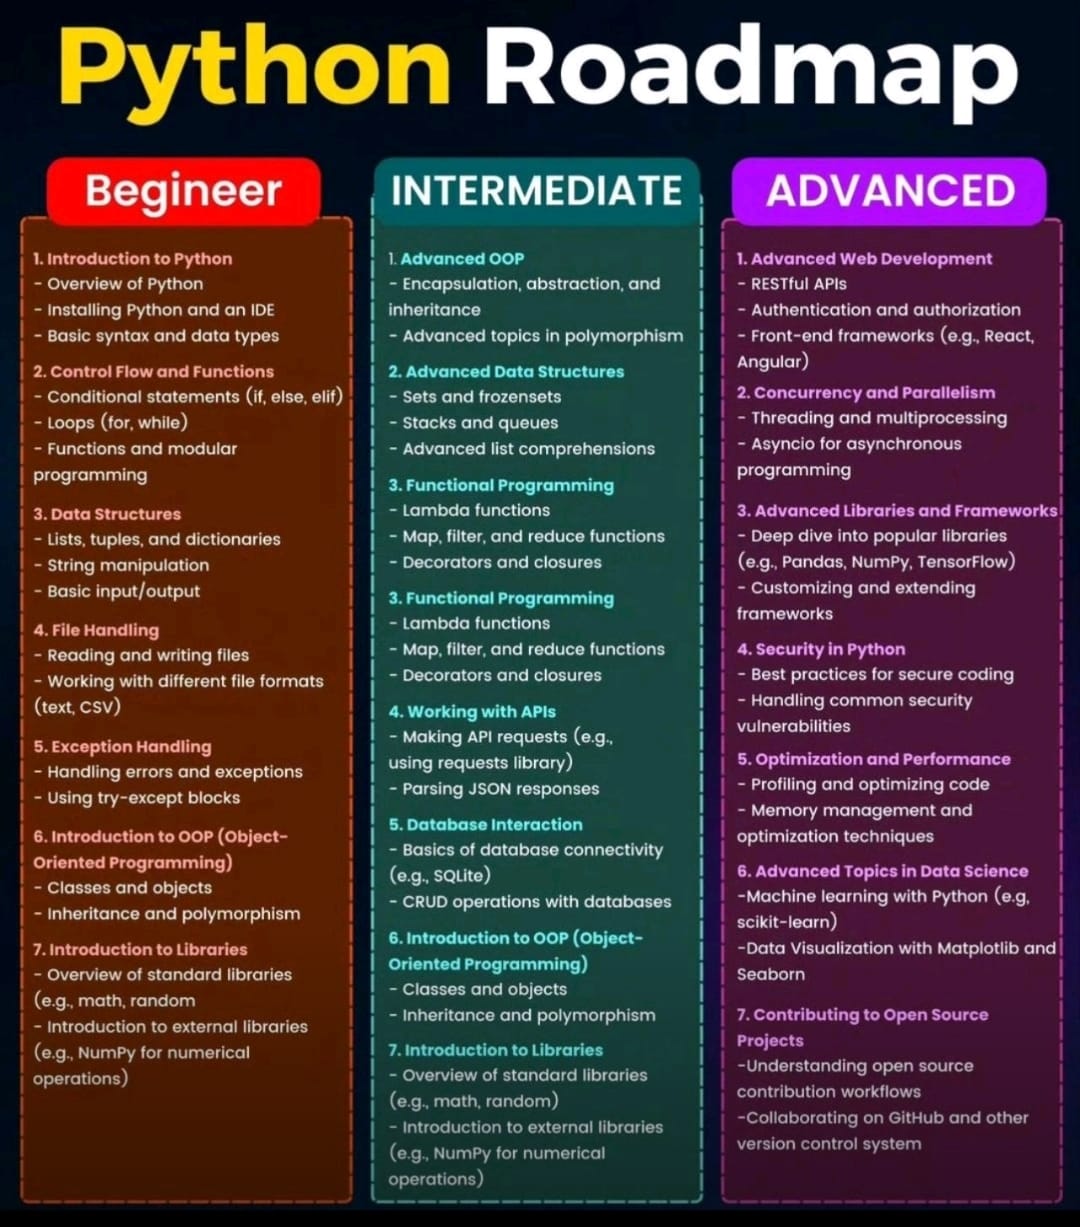 Python Roadmap
Begineer
1. Introduction to Python
- Overview of Python
- Installing Python and an IDE
- Basic syntax and data types
2. Control Flow and Functions
- Conditional statements (if, else, elif)
- Loops (for, while)
- Functions and modular
programming
3. Data Structures
- Lists, tuples, and dictionaries
- String manipulation
- Basic input/output
4. File Handling
- Reading and writing files
- Working with different file formats
(text, CSV)
5. Exception Handling
- Handling errors and exceptions
- Using try-except blocks
6. Introduction to OOP (Object-
Oriented Programming)
- Classes and objects
- Inheritance and polymorphism
7. Introduction to Libraries
- Overview of standard libraries
(e.g., math, random
- Introduction to external libraries
(e.g., NumPy for numerical
operations)
INTERMEDIATE
1. Advanced OOP
- Encapsulation, abstraction, and
inheritance
- Advanced topics in polymorphism
2. Advanced Data Structures
- Sets and frozensets
- Stacks and queues
- Advanced list comprehensions
3. Functional Programming
- Lambda functions
- Map, filter, and reduce functions
- Decorators and closures
3. Functional Programming
- Lambda functions
- Map, filter, and reduce functions
- Decorators and closures
4. Working with APIs
- Making API requests (e.g.,
using requests library)
- Parsing JSON responses
5. Database Interaction
- Basics of database connectivity
(e.g., SQLite)
- CRUD operations with databases
6. Introduction to OOP (Object-
Oriented Programming)
- Classes and objects
- Inheritance and polymorphism
7. Introduction to Libraries
- Overview of standard libraries
(e.g., math, random)
- Introduction to external libraries
(e.g., NumPy for numerical
operations)
ADVANCED
1. Advanced Web Development
- RESTful APIs
- Authentication and authorization
- Front-end frameworks (e.g., React,
Angular)
2. Concurrency and Parallelism
- Threading and multiprocessing
- Asyncio for asynchronous
programming
3. Advanced Libraries and Frameworks
- Deep dive into popular libraries
(e.g., Pandas, NumPy, TensorFlow)
- Customizing and extending
frameworks
4. Security in Python
- Best practices for secure coding
- Handling common security
vulnerabilities
5. Optimization and Performance
- Profiling and optimizing code
- Memory management and
optimization techniques
6. Advanced Topics in Data Science
-Machine learning with Python (e.g,
scikit-learn)
-Data Visualization with Matplotlib and
Seaborn
7. Contributing to Open Source
Projects
-Understanding open source
contribution workflows
-Collaborating on GitHub and other
version control system